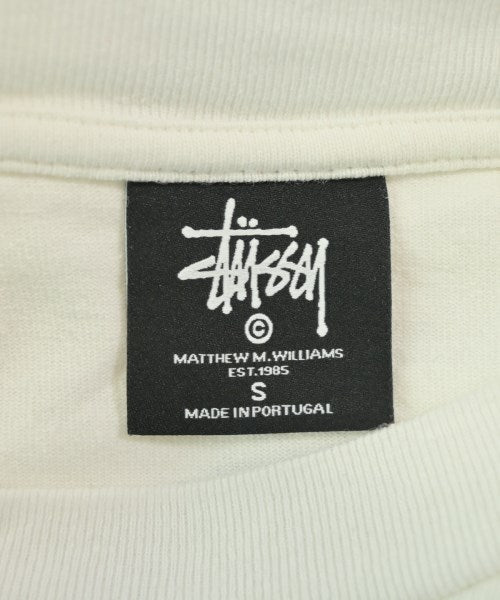 Stüssy
©
MATTHEW M. WILLIAMS
EST. 1985
S
MADE IN PORTUGAL